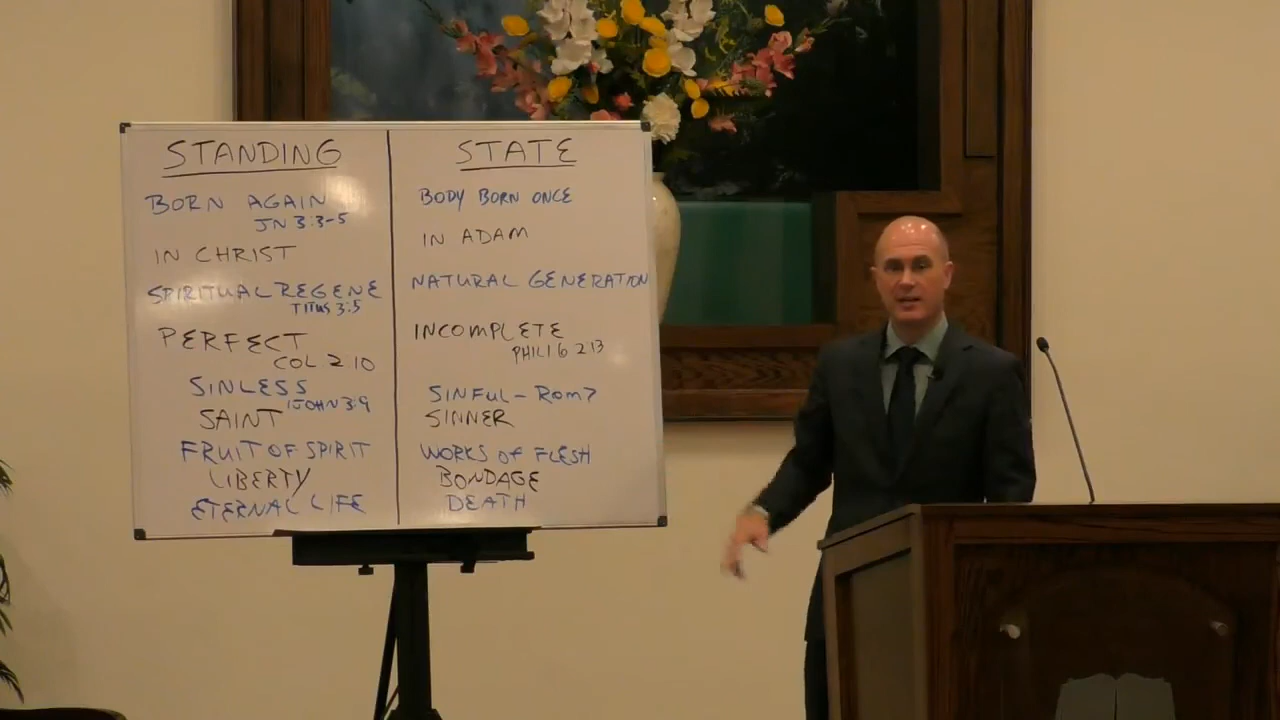 STANDING
BORN AGAIN
JN 3:3-5
IN CHRIST
SPIRITUAL REGENE
TITUS 3:5
PERFECT
COL 2 10
SINLESS
1JOHN 3:9
SAINT
FRUIT OF SPIRIT
LIBERTY
ETERNAL LIFE
STATE
BODY BORN ONCE
IN ADAM
NATURAL GENERATION
INCOMPLETE
PHIL 1 6 2 13
SINFUL - Rom 7
SINNER
WORKS OF FLESH
BONDAGE
DEATH